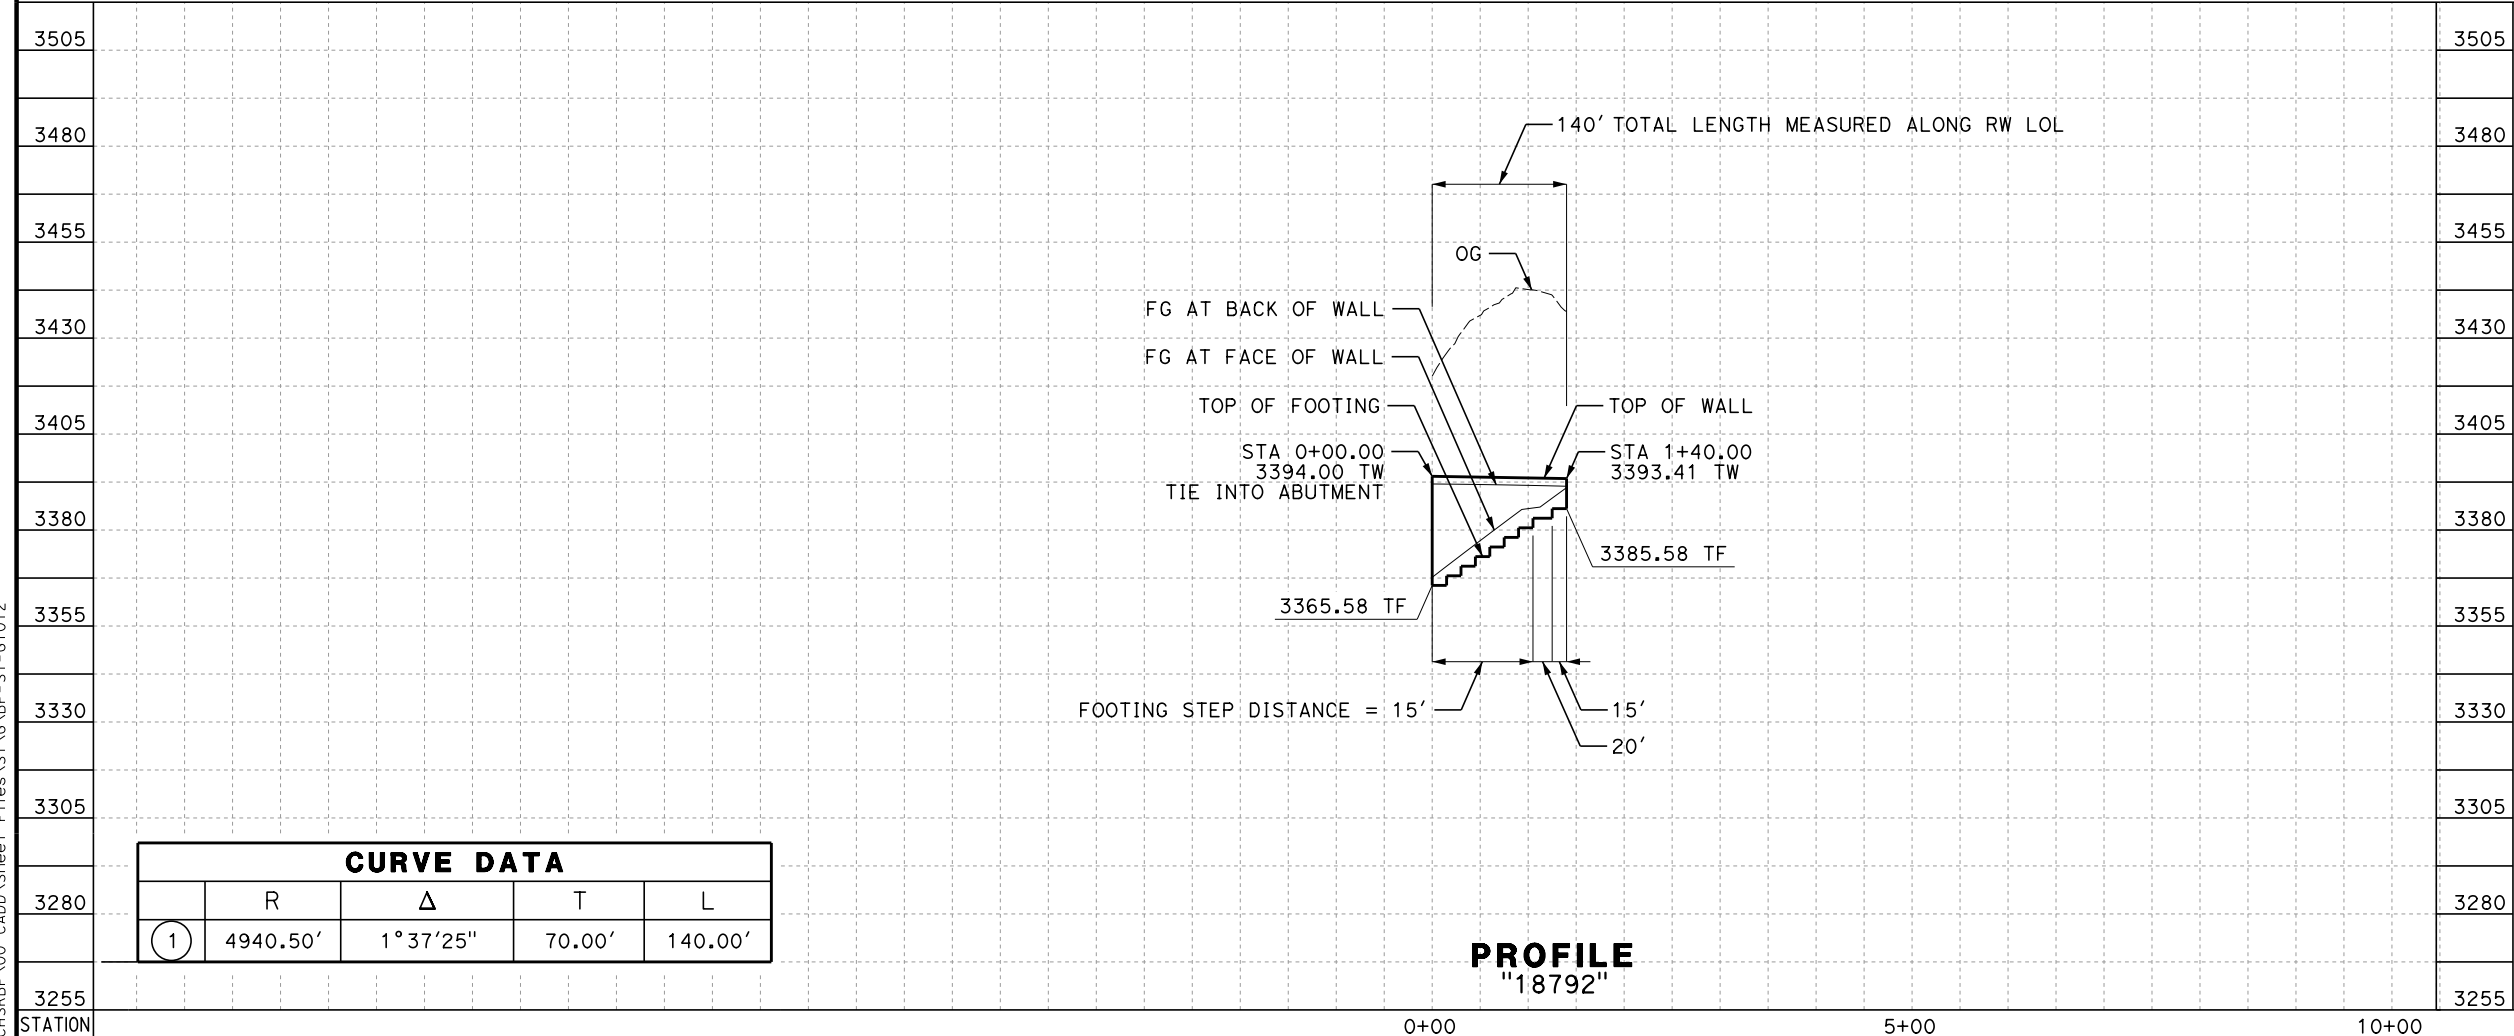 3505 3505
140' TOTAL LENGTH MEASURED ALONG RW LOL
3480 3480
3455 3455
OG
FG AT BACK OF WALL
3430 3430
FG AT FACE OF WALL
TOP OF FOOTING
TOP OF WALL
3405 3405
STA 0+00.00
3394.00 TW
TIE INTO ABUTMENT
STA 1+40.00
3393.41 TW
3380 3380
3385.58 TF
3365.58 TF
3355 3355
FOOTING STEP DISTANCE = 15'
15'
20'
3330 3330
3305 3305
CURVE DATA
R Δ T L
1 4940.50' 1°37'25" 70.00' 140.00'
3280 3280
PROFILE
"18792"
3255 3255
STATION 0+00 5+00 10+00